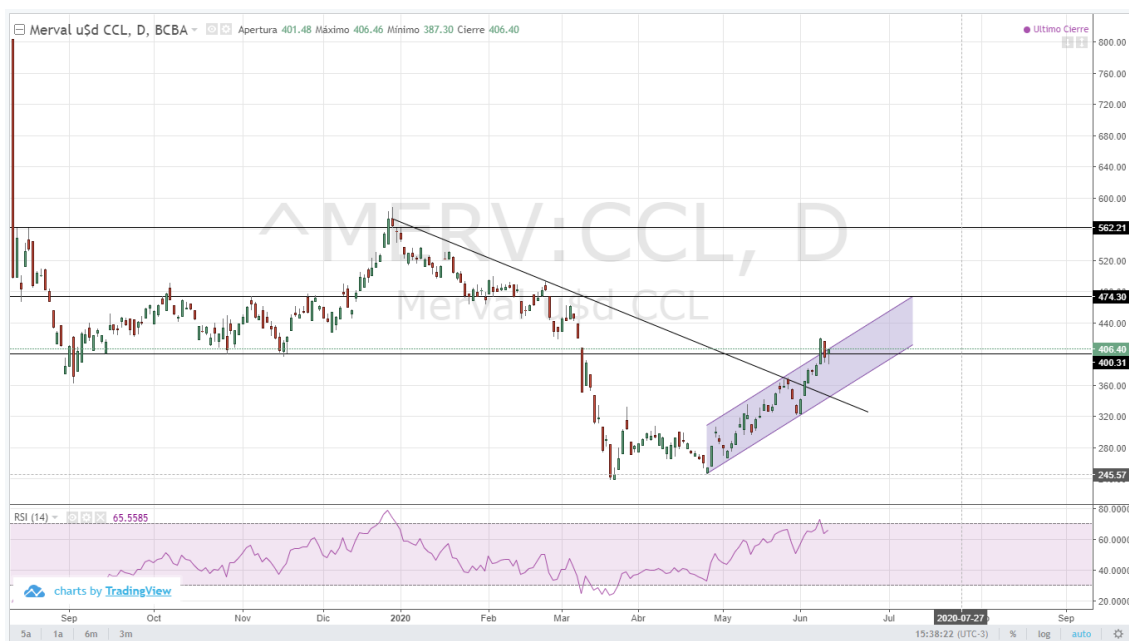 Merval u$d CCL, D, BCBA Apertura 401.48 Máximo 406.46 Mínimo 387.30 Cierre 406.40
Ultimo Cierre
^MERV:CCL, D
Merval u$d CCL
800.00
760.00
720.00
680.00
640.00
600.00
562.21
520.00
474.30
440.00
406.40
400.31
360.00
320.00
280.00
245.57
RSI (14) 65.5585
80.0000
60.0000
40.0000
20.0000
charts by TradingView
Sep Oct Nov Dic 2020 Feb Mar Abr May Jun Jul 2020-07-27 Sep
5a 1a 6m 3m 15:38:22 (UTC-3) % log auto